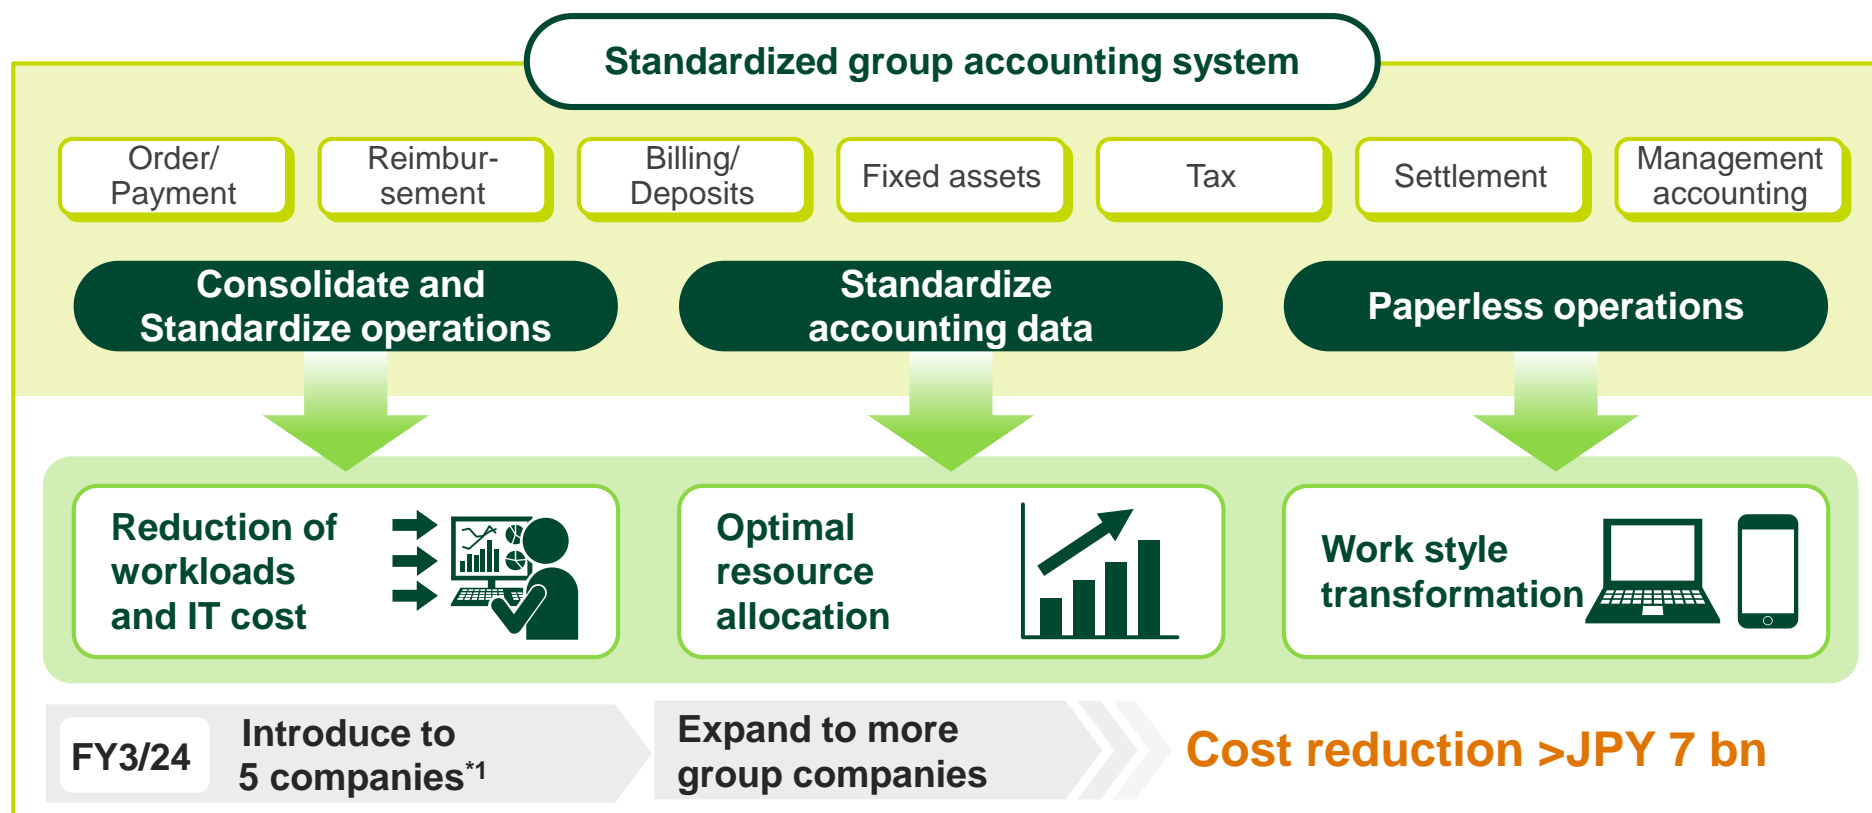 Standardized group accounting system
Order/
Payment
Reimbur-
sement
Billing/
Deposits
Fixed assets
Tax
Settlement
Management
accounting
Consolidate and
Standardize operations
Standardize
accounting data
Paperless operations
Reduction of
workloads
and IT cost
Optimal
resource
allocation
Work style
transformation
FY3/24
Introduce to
5 companies*1
Expand to more
group companies
Cost reduction >JPY 7 bn